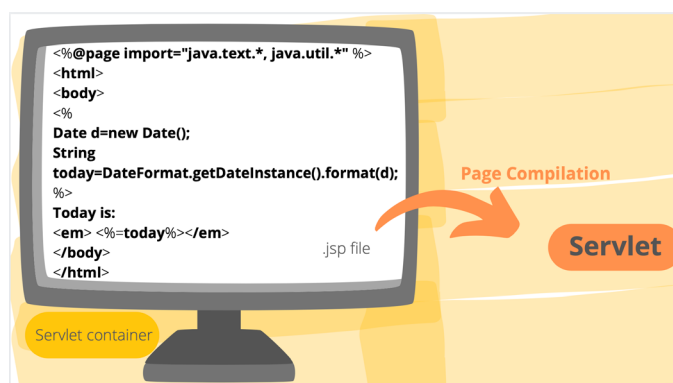 <%@page import="java.text.*, java.util.*" %>
<html>
<body>
<%
Date d=new Date();
String
today=DateFormat.getDateInstance().format(d);
%>
Today is:
<em> <%=today%></em>
</body>
</html>
.jsp file
Page Compilation
Servlet
Servlet container